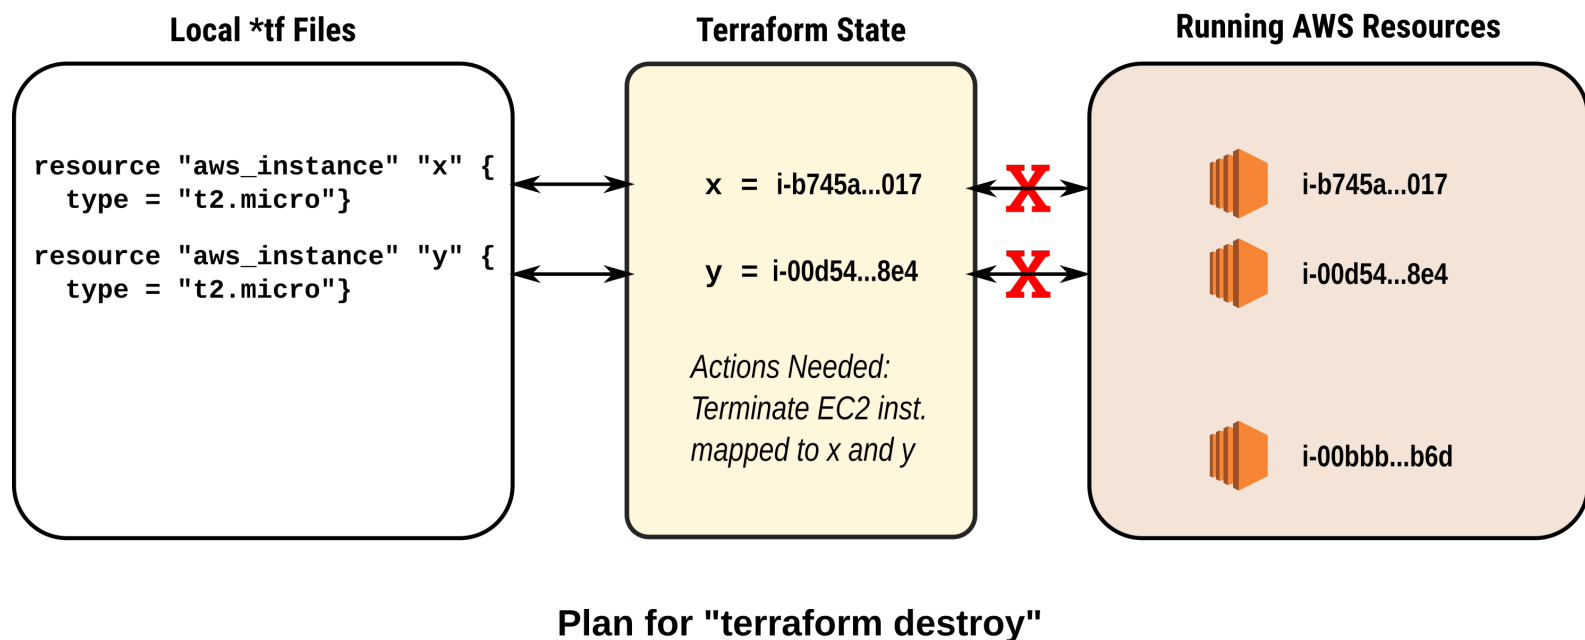 Local *tf Files
resource "aws_instance" "x" {
type = "t2.micro"}
resource "aws_instance" "y" {
type = "t2.micro"}
Terraform State
x = i-b745a...017
y = i-00d54...8e4
Actions Needed:
Terminate EC2 inst.
mapped to x and y
X
X
Running AWS Resources
i-b745a...017
i-00d54...8e4
i-00bbb...b6d
Plan for "terraform destroy"